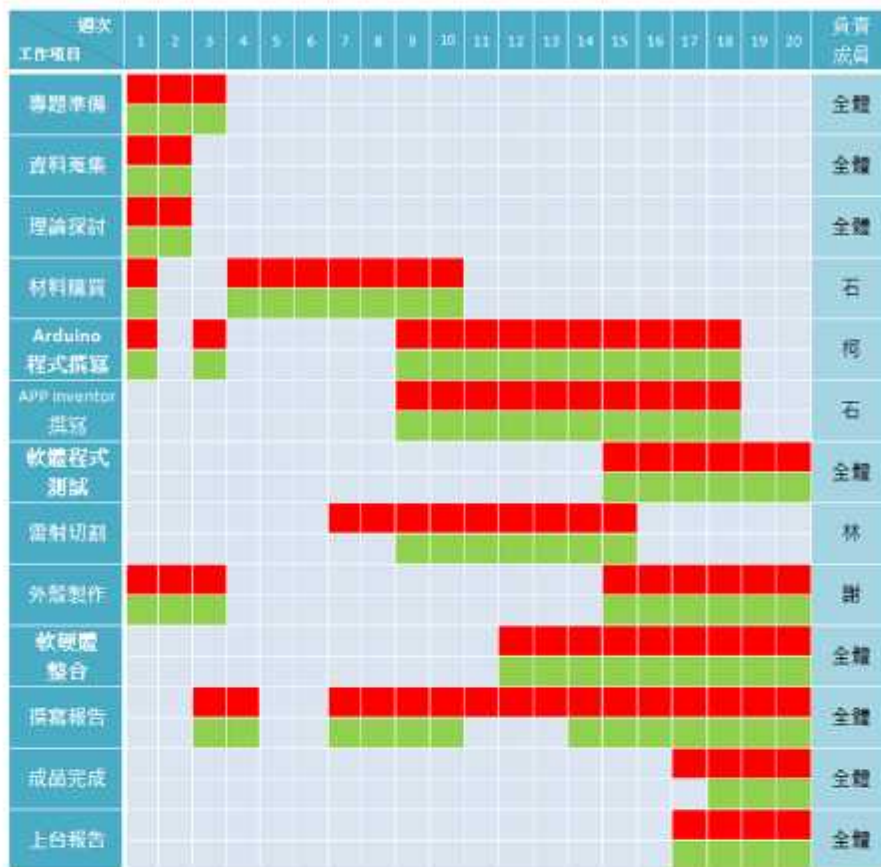 週次
工作項目
1 2 3 4 5 6 7 8 9 10 11 12 13 14 15 16 17 18 19 20
負責
成員
專題準備
全體
資料蒐集
全體
理論探討
全體
材料購買
石
Arduino
程式撰寫
柯
APP inventor
撰寫
石
軟體程式
測試
全體
雷射切割
林
外殼製作
謝
軟硬體
整合
全體
撰寫報告
全體
成品完成
全體
上台報告
全體